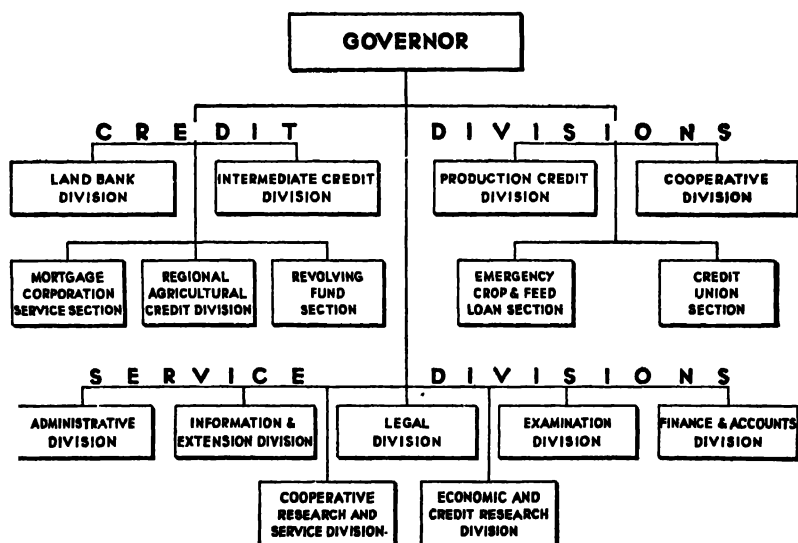 GOVERNOR
CREDIT DIVISIONS
LAND BANK
DIVISION
INTERMEDIATE CREDIT
DIVISION
PRODUCTION CREDIT
DIVISION
COOPERATIVE
DIVISION
MORTGAGE
CORPORATION
SERVICE SECTION
REGIONAL
AGRICULTURAL
CREDIT DIVISION
REVOLVING
FUND
SECTION
EMERGENCY
CROP & FEED
LOAN SECTION
CREDIT
UNION
SECTION
SERVICE DIVISIONS
ADMINISTRATIVE
DIVISION
INFORMATION &
EXTENSION DIVISION
LEGAL
DIVISION
EXAMINATION
DIVISION
FINANCE & ACCOUNTS
DIVISION
COOPERATIVE
RESEARCH AND
SERVICE DIVISION-
ECONOMIC AND
CREDIT RESEARCH
DIVISION